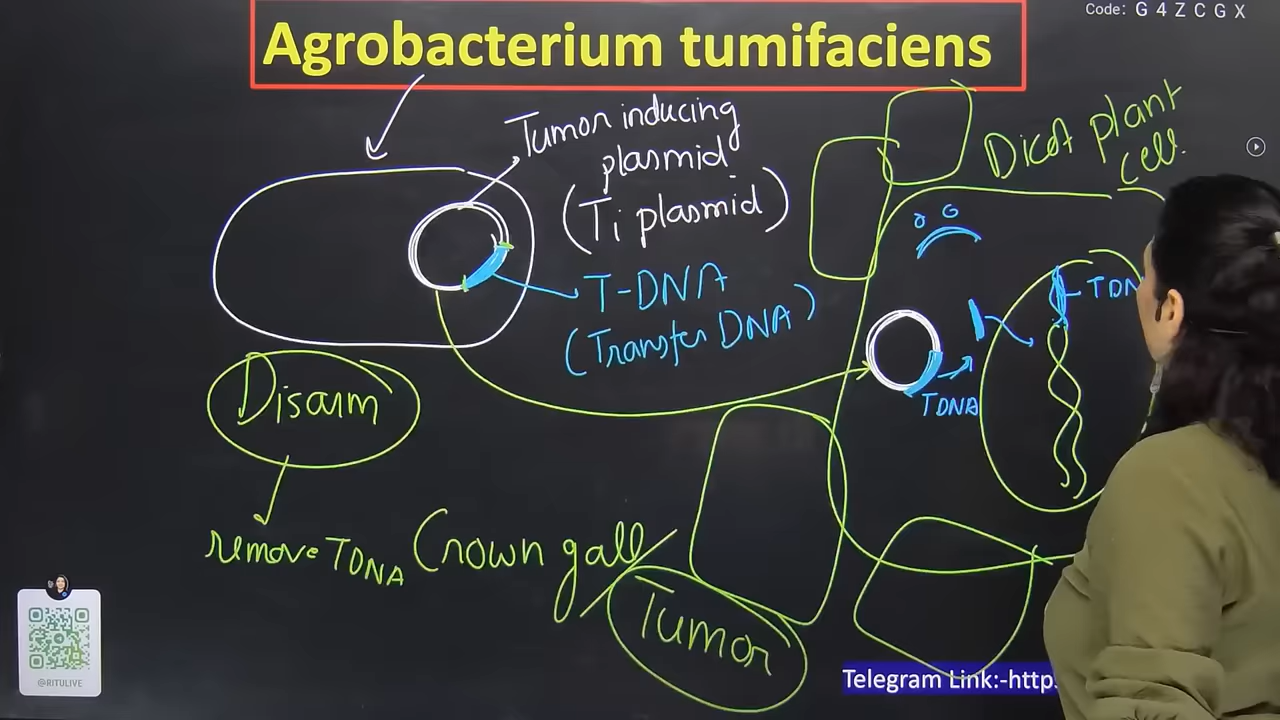 Code: G 4 Z C G X
Agrobacterium tumifaciens
Tumor inducing
plasmid
(Ti plasmid)
T-DNA
(Transfer DNA)
Dicot plant
cell
TDN
TDNA
Disarm
remove TDNA
Crown gall
Tumor
@RITULIVE
Telegram Link:-http